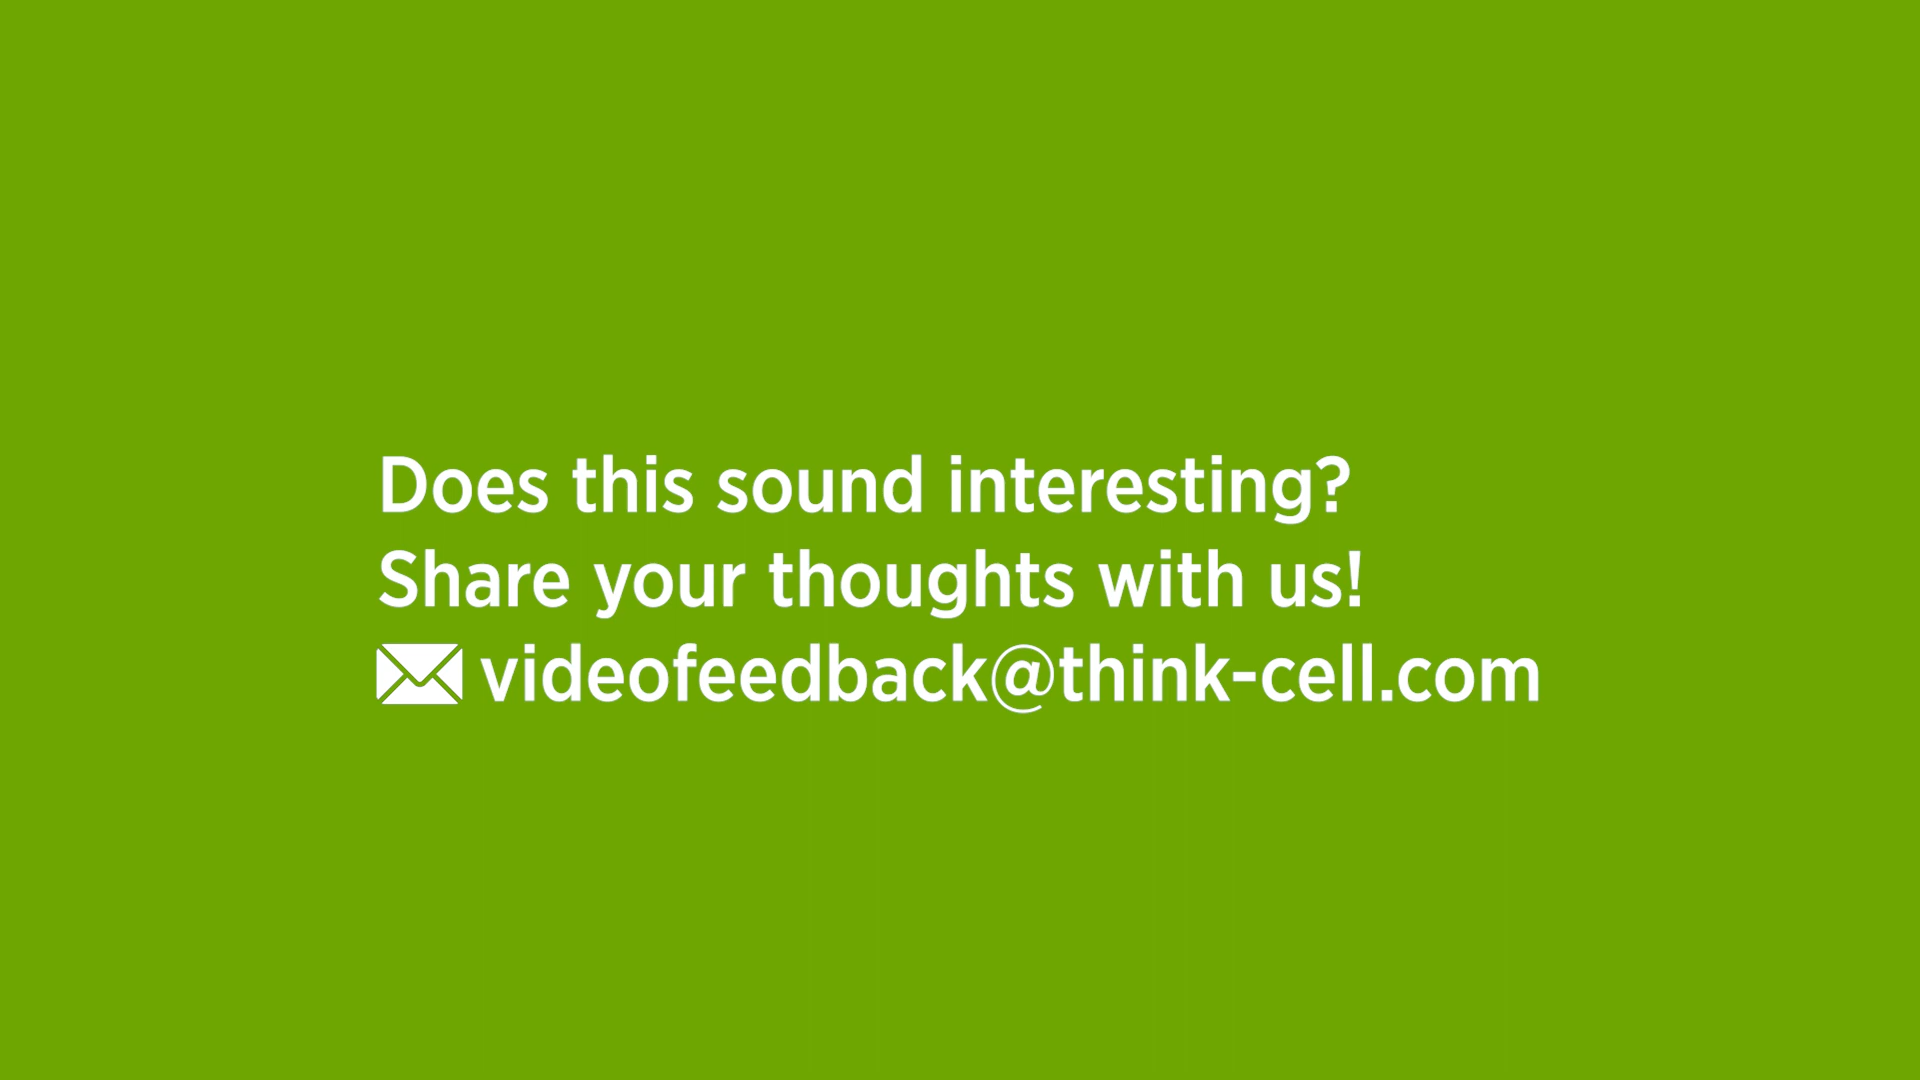 Does this sound interesting?
Share your thoughts with us!
videofeedback@think-cell.com